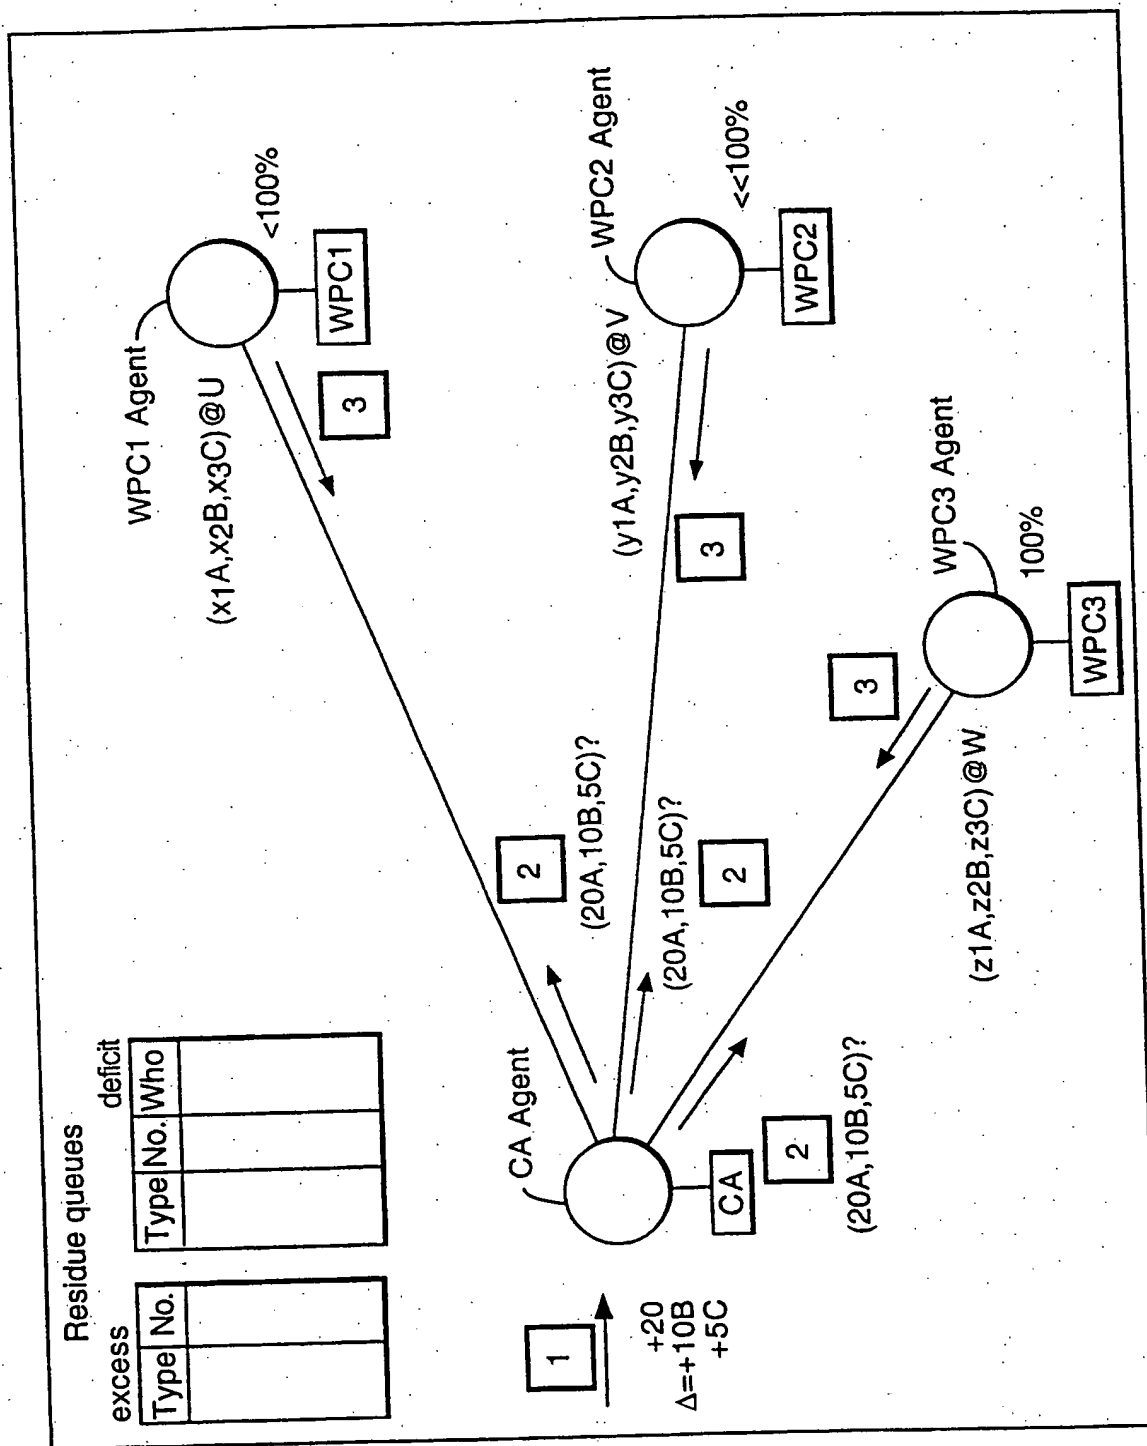 Residue queues
excess
Type No.
deficit
Type No. Who
1
+20
Δ=+10B
+5C
CA Agent
CA
2
(20A,10B,5C)?
2
(20A,10B,5C)?
2
(20A,10B,5C)?
WPC1 Agent
(x1A,x2B,x3C)@U
<100%
WPC1
3
WPC2 Agent
(y1A,y2B,y3C)@V
<<100%
WPC2
3
WPC3 Agent
(z1A,z2B,z3C)@W
100%
WPC3
3